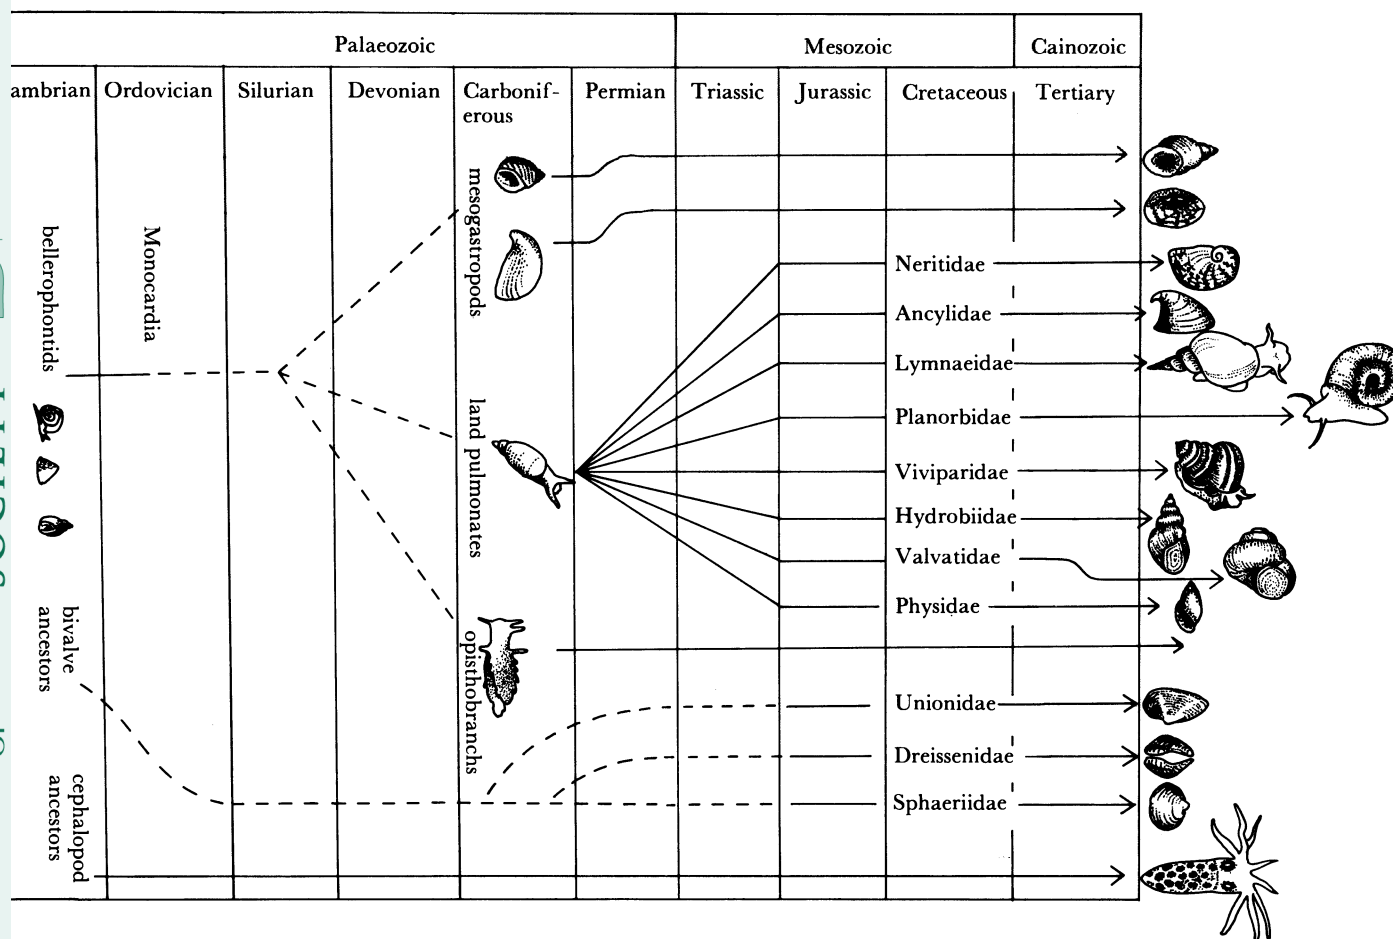 Palaeozoic
Mesozoic
Cainozoic
ambrian
Ordovician
Silurian
Devonian
Carbonif-
erous
Permian
Triassic
Jurassic
Cretaceous
Tertiary
bellerophontids
Monocardia
mesogastropods
land pulmonates
opisthobranchs
bivalve
ancestors
cephalopod
ancestors
Neritidae
Ancylidae
Lymnaeidae
Planorbidae
Viviparidae
Hydrobiidae
Valvatidae
Physidae
Unionidae
Dreissenidae
Sphaeriidae